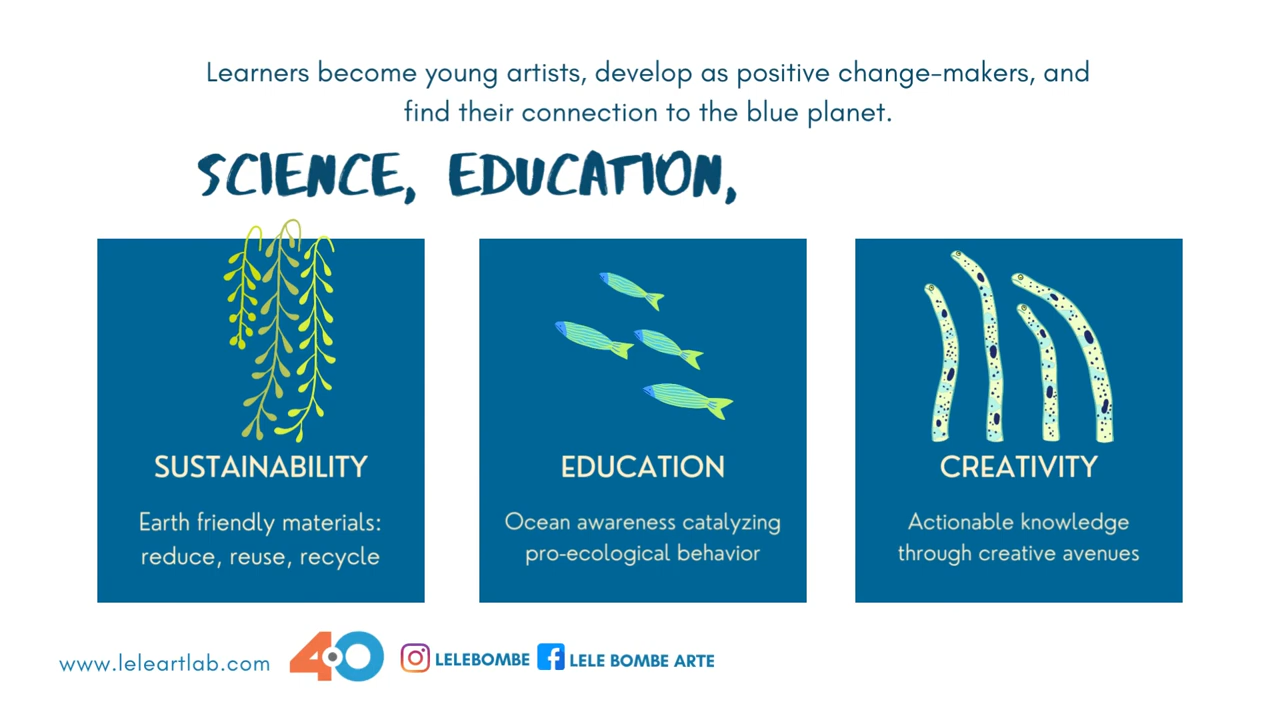 Learners become young artists, develop as positive change-makers, and
find their connection to the blue planet.
SCIENCE, EDUCATION,
SUSTAINABILITY
Earth friendly materials:
reduce, reuse, recycle
EDUCATION
Ocean awareness catalyzing
pro-ecological behavior
CREATIVITY
Actionable knowledge
through creative avenues
www.leleartlab.com 40 LELEBOMBE LELE BOMBE ARTE